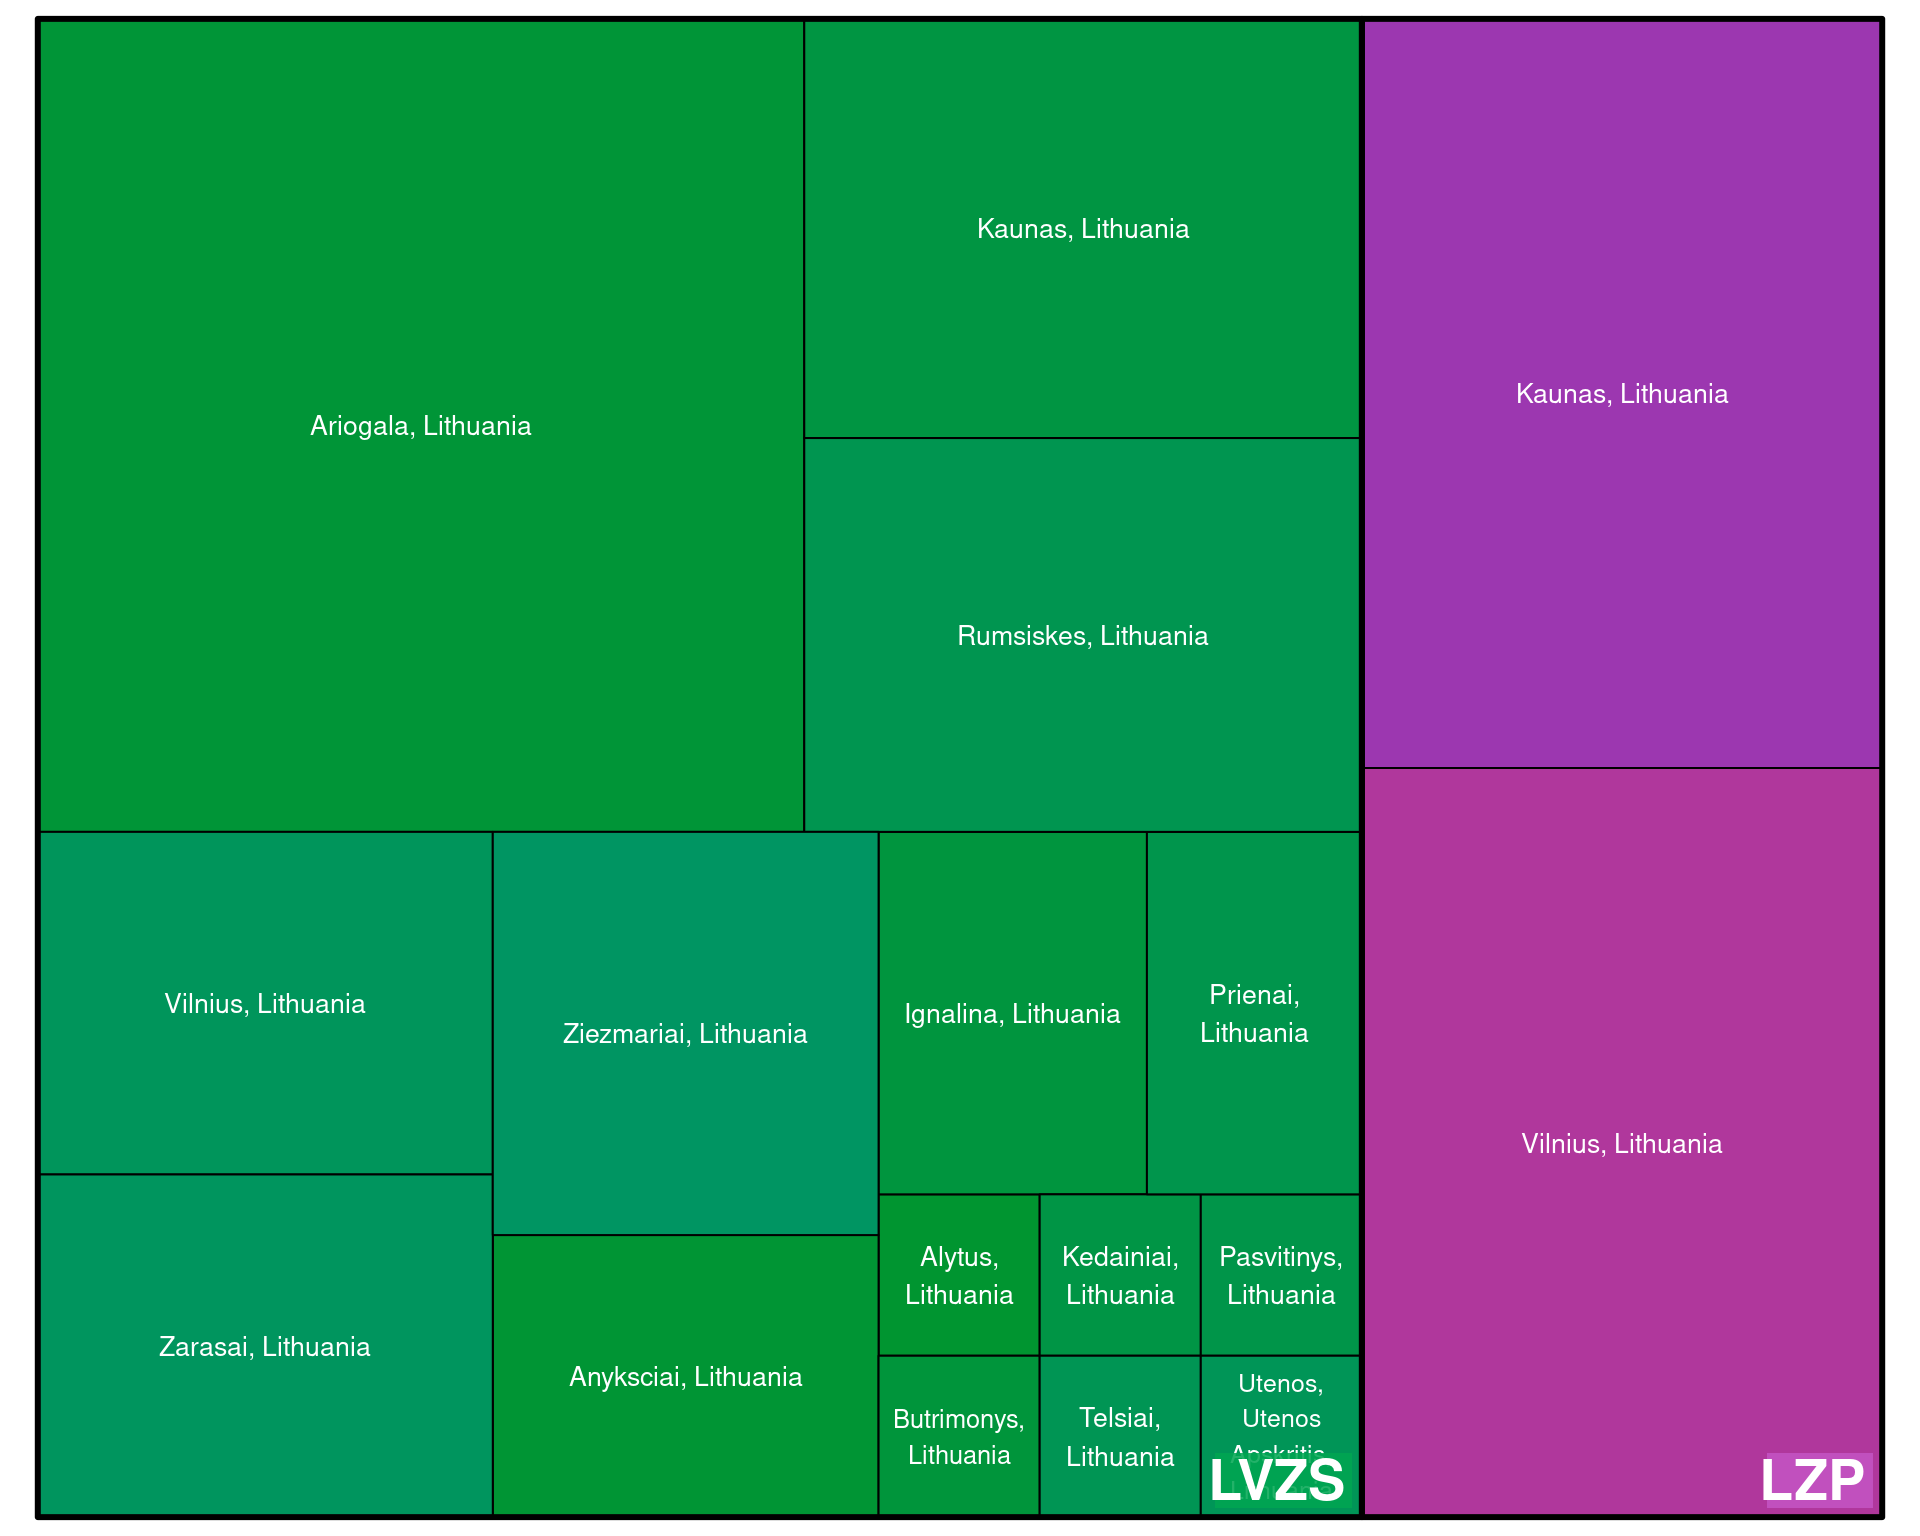 Kaunas, Lithuania
Kaunas, Lithuania
Ariogala, Lithuania
Rumsiskes, Lithuania
Vilnius, Lithuania
Ziezmariai, Lithuania
Ignalina, Lithuania
Prienai,
Lithuania
Vilnius, Lithuania
Alytus,
Lithuania
Kedainiai,
Lithuania
Pasvitinys,
Lithuania
Zarasai, Lithuania
Anyksciai, Lithuania
Butrimonys,
Lithuania
Telsiai,
Lithuania
Utenos,
Utenos
Apskritis,
LVZS
LZP